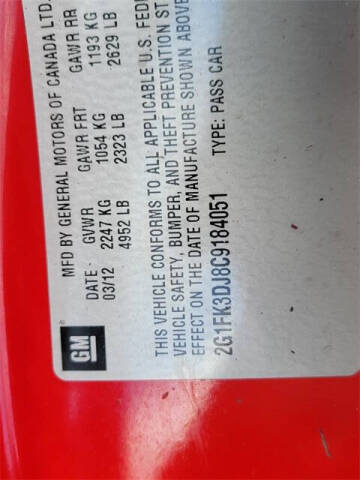 MFD BY GENERAL MOTORS OF CANADA LTD.
DATE GVWR GAWR FRT GAWR RR
03/12 2247 KG 1054 KG 1193 KG
4952 LB 2323 LB 2629 LB
THIS VEHICLE CONFORMS TO ALL APPLICABLE U.S. FEDE
VEHICLE SAFETY, BUMPER, AND THEFT PREVENTION ST
EFFECT ON THE DATE OF MANUFACTURE SHOWN ABOVE
2G1FK3DJ8C9184051 TYPE: PASS CAR
GM